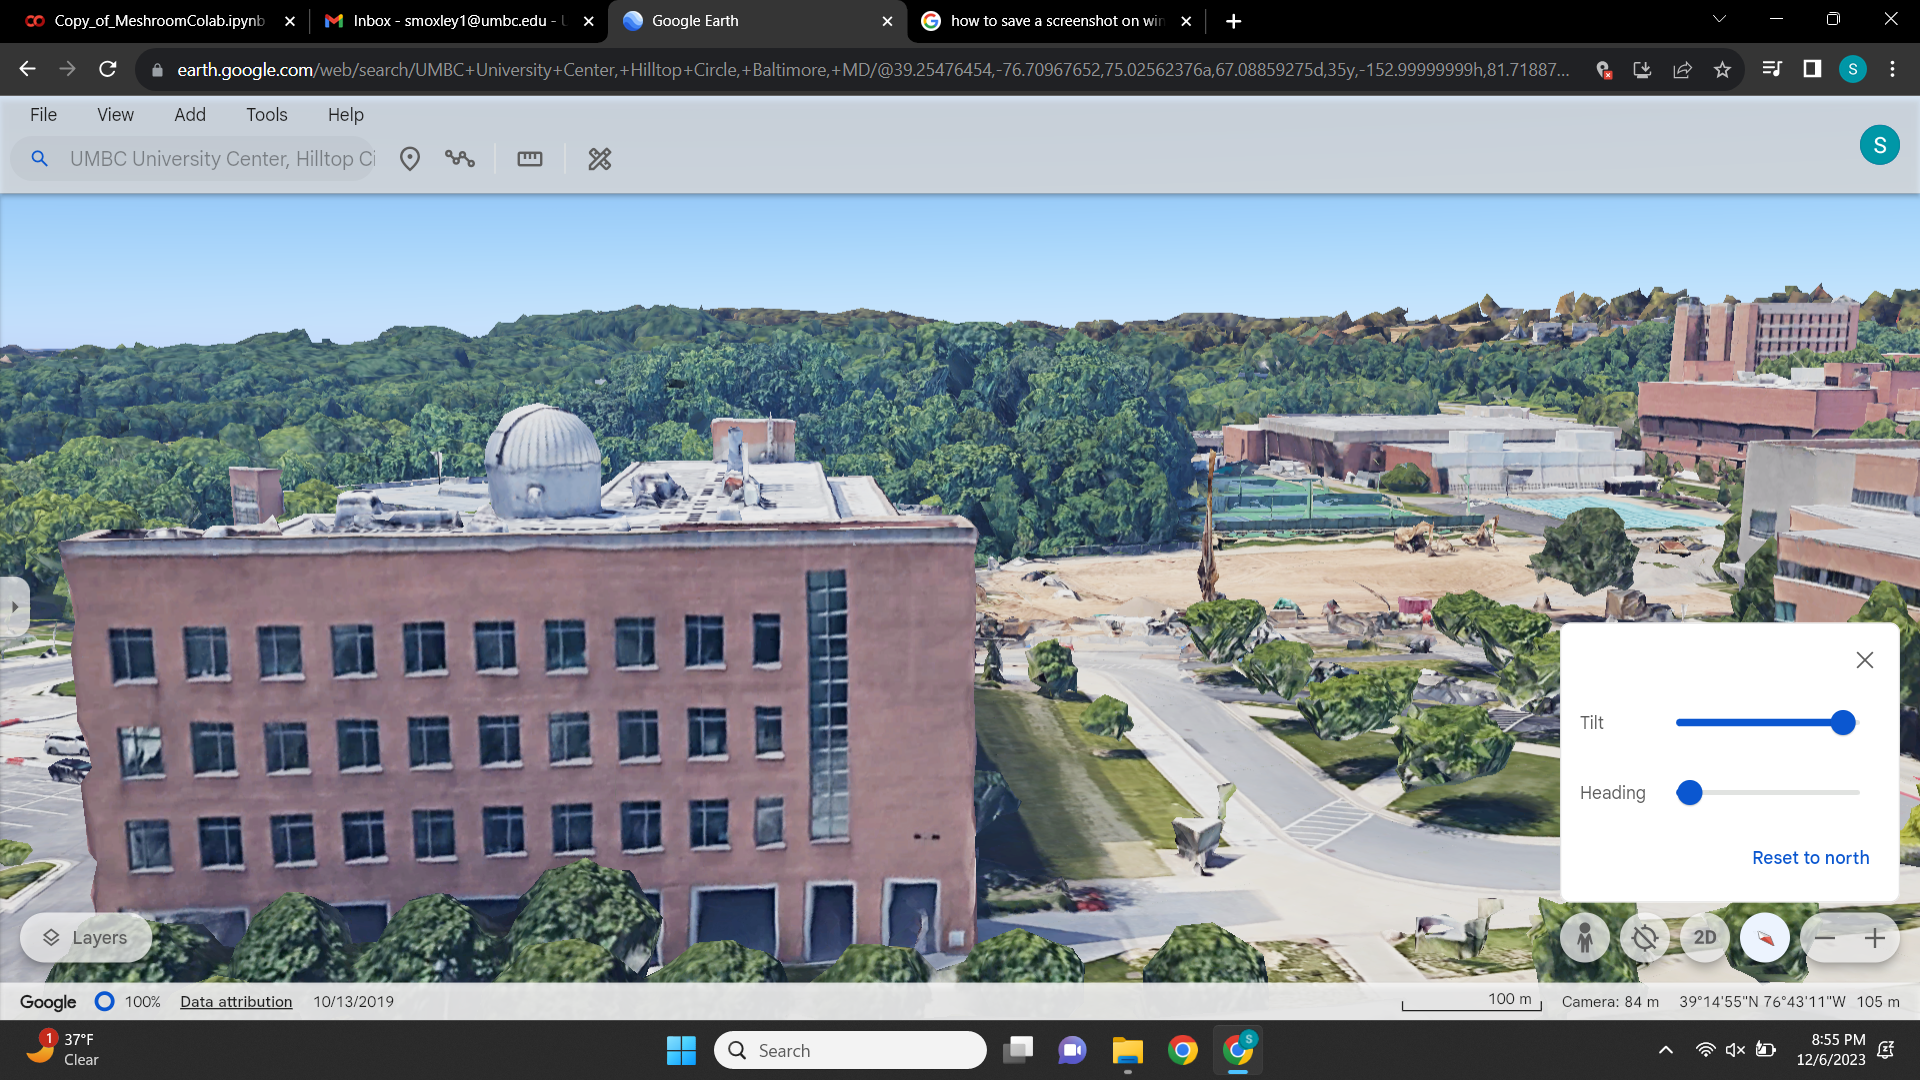 Copy_of_MeshroomColab.ipynb
Inbox - smoxley1@umbc.edu - U
Google Earth
how to save a screenshot on win
earth.google.com/web/search/UMBC+University+Center,+Hilltop+Circle,+Baltimore,+MD/@39.25476454,-76.70967652,75.02562376a,67.08859275d,35y,-152.99999999h,81.71887...
S
File View Add Tools Help
UMBC University Center, Hilltop Ci
S
Tilt
Heading
Reset to north
Layers
2D
Google 100% Data attribution 10/13/2019
100 m Camera: 84 m 39°14'55"N 76°43'11"W 105 m
1
37°F
Clear
Search
S
8:55 PM
12/6/2023